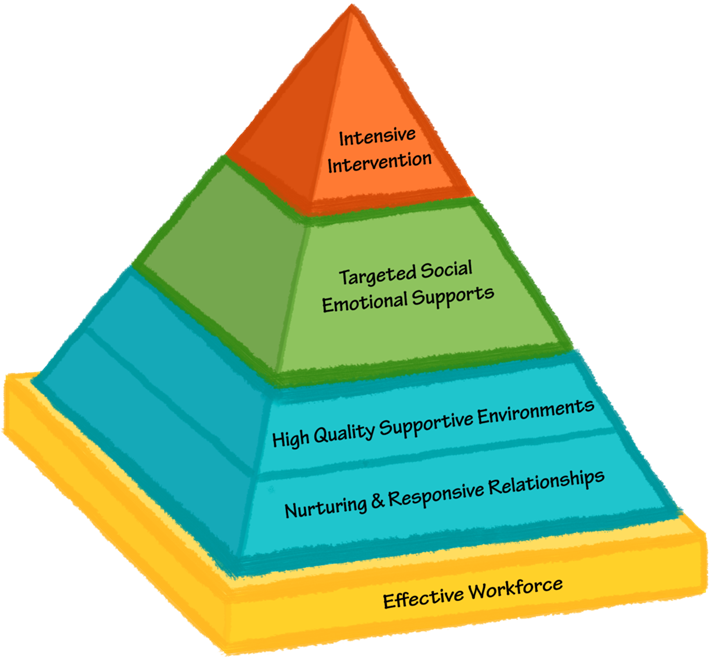 Intensive
Intervention
Targeted Social
Emotional Supports
High Quality Supportive Environments
Nurturing & Responsive Relationships
Effective Workforce